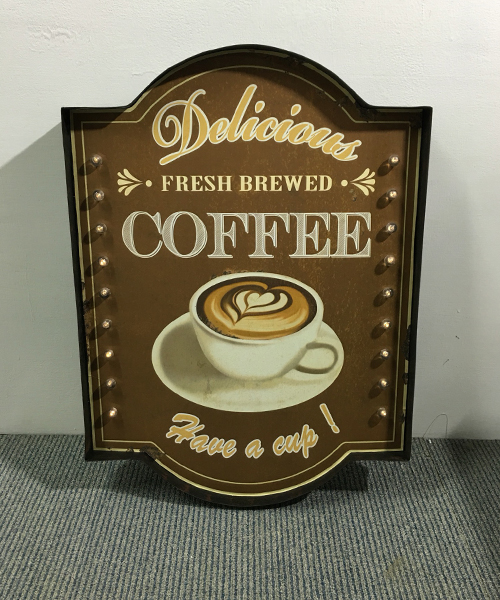 Delicious
FRESH BREWED
COFFEE
Have a cup!